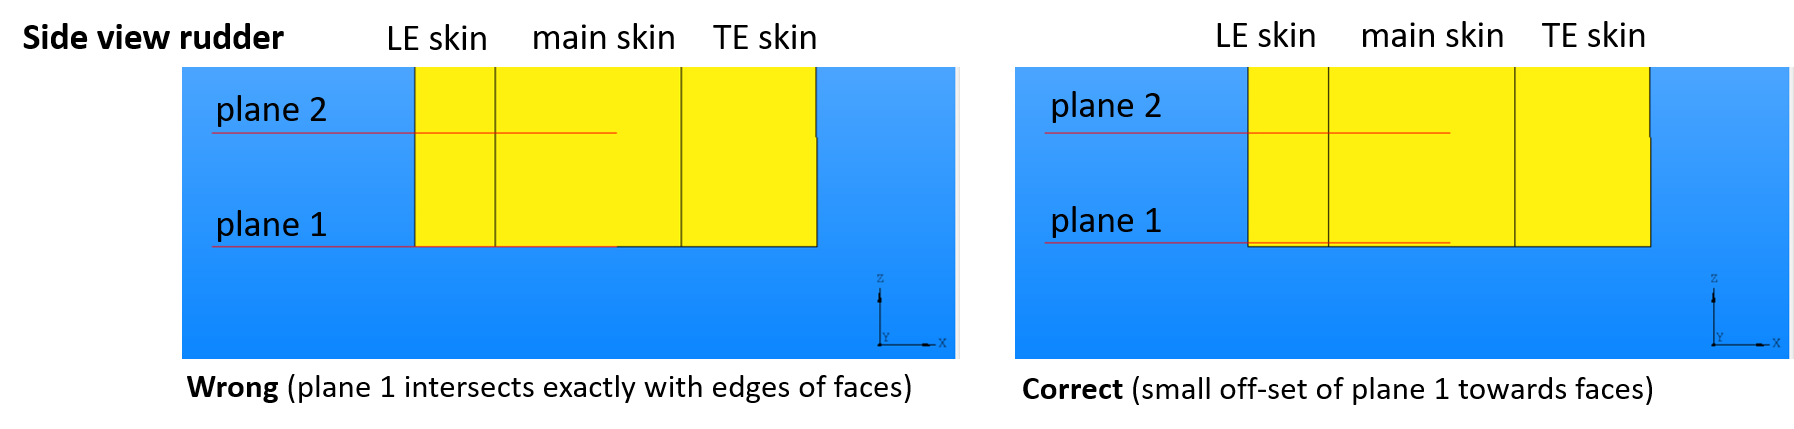 Side view rudder
LE skin main skin TE skin
plane 2
plane 1
Z
Y X
Wrong (plane 1 intersects exactly with edges of faces)
LE skin main skin TE skin
plane 2
plane 1
Z
Y X
Correct (small off-set of plane 1 towards faces)